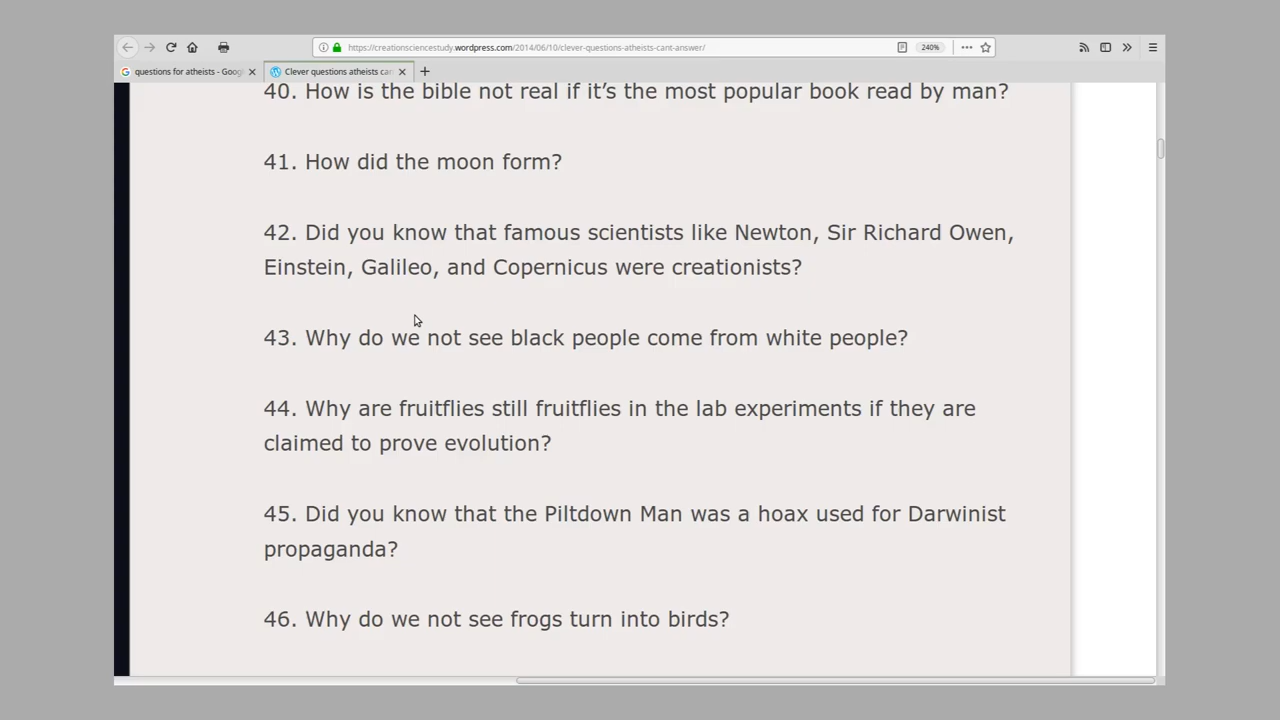 https://creationsciencestudy.wordpress.com/2014/06/10/clever-questions-atheists-cant-answer/
240%
questions for atheists - Goog
Clever questions atheists can
40. How is the bible not real if it’s the most popular book read by man?
41. How did the moon form?
42. Did you know that famous scientists like Newton, Sir Richard Owen,
Einstein, Galileo, and Copernicus were creationists?
43. Why do we not see black people come from white people?
44. Why are fruitflies still fruitflies in the lab experiments if they are
claimed to prove evolution?
45. Did you know that the Piltdown Man was a hoax used for Darwinist
propaganda?
46. Why do we not see frogs turn into birds?